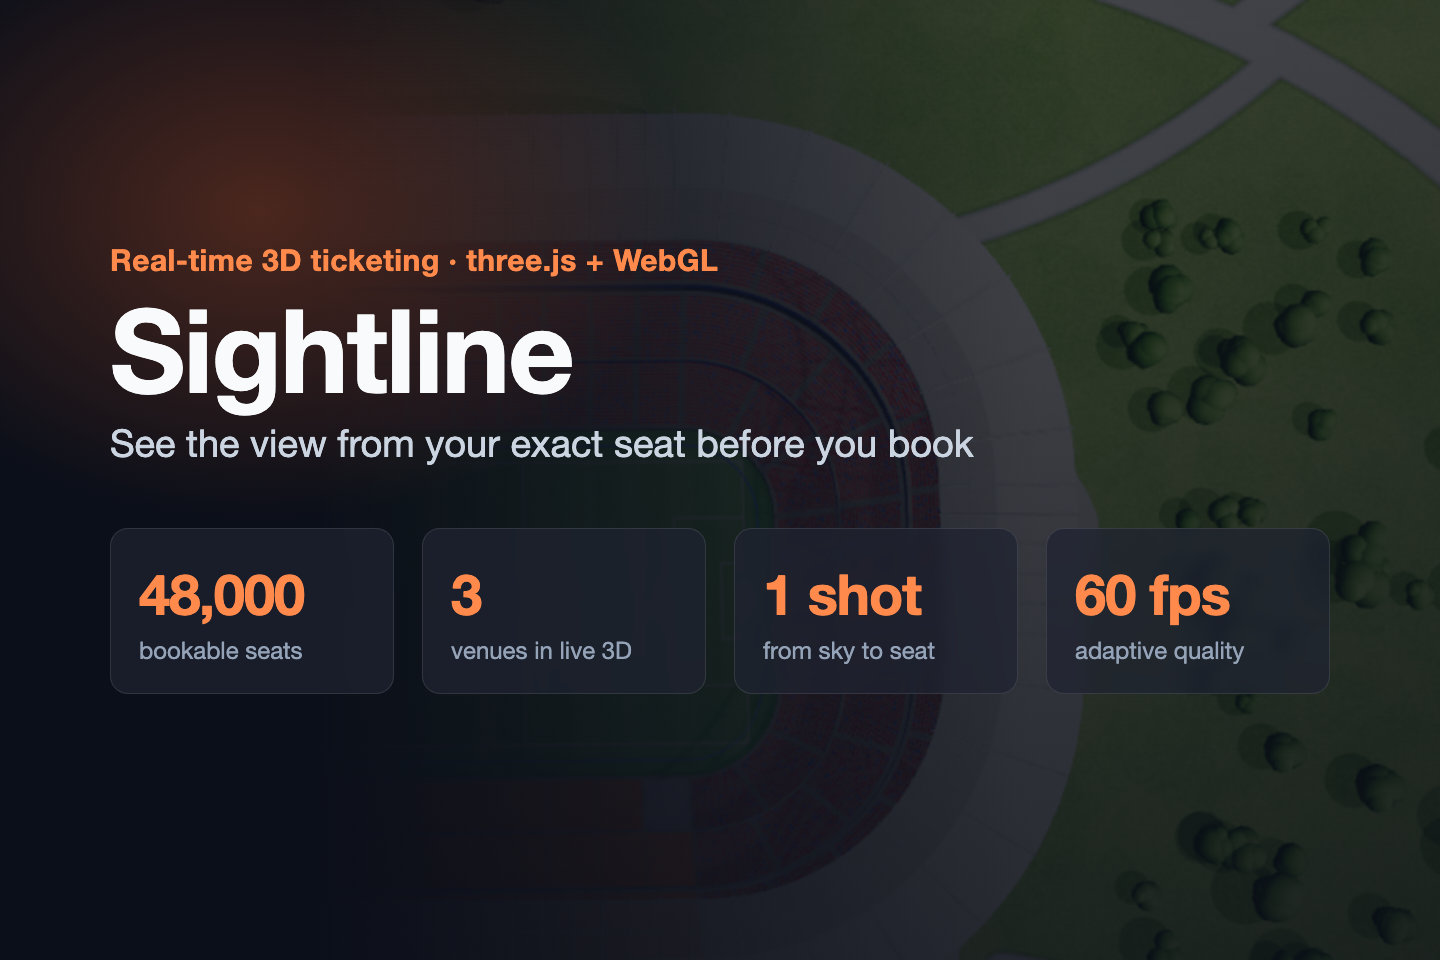 Real-time 3D ticketing · three.js + WebGL
Sightline
See the view from your exact seat before you book
48,000
bookable seats
3
venues in live 3D
1 shot
from sky to seat
60 fps
adaptive quality